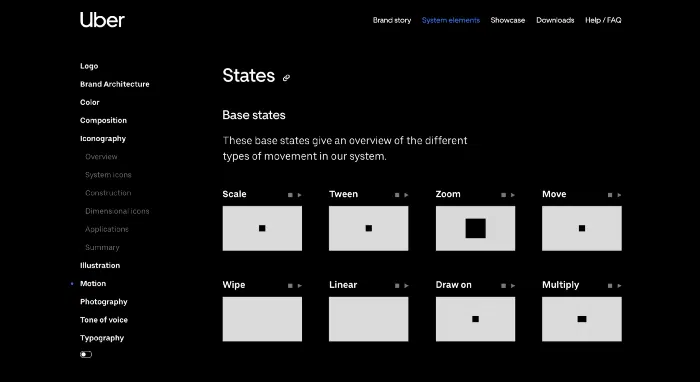 Uber
Brand story System elements Showcase Downloads Help / FAQ
Logo
Brand Architecture
Color
Composition
Iconography
Overview
System icons
Construction
Dimensional icons
Applications
Summary
Illustration
Motion
Photography
Tone of voice
Typography
States
Base states
These base states give an overview of the different
types of movement in our system.
Scale Tween Zoom Move
Wipe Linear Draw on Multiply